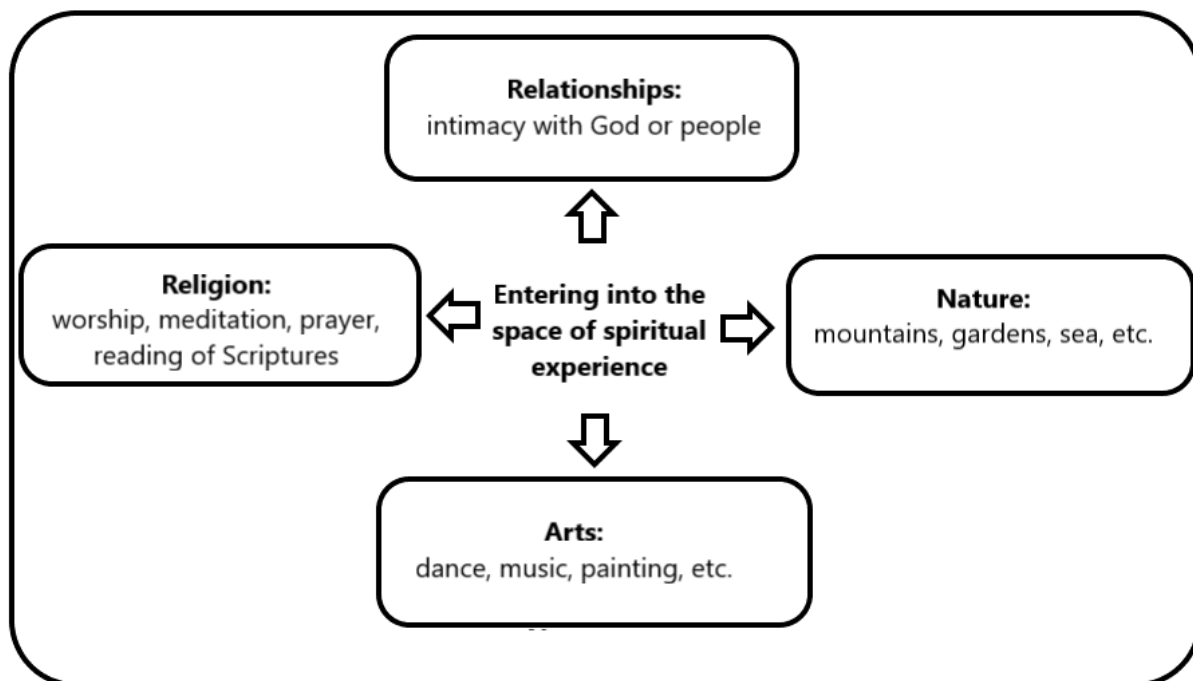 Relationships:
intimacy with God or people
Religion:
worship, meditation, prayer,
reading of Scriptures
Entering into the
space of spiritual
experience
Nature:
mountains, gardens, sea, etc.
Arts:
dance, music, painting, etc.